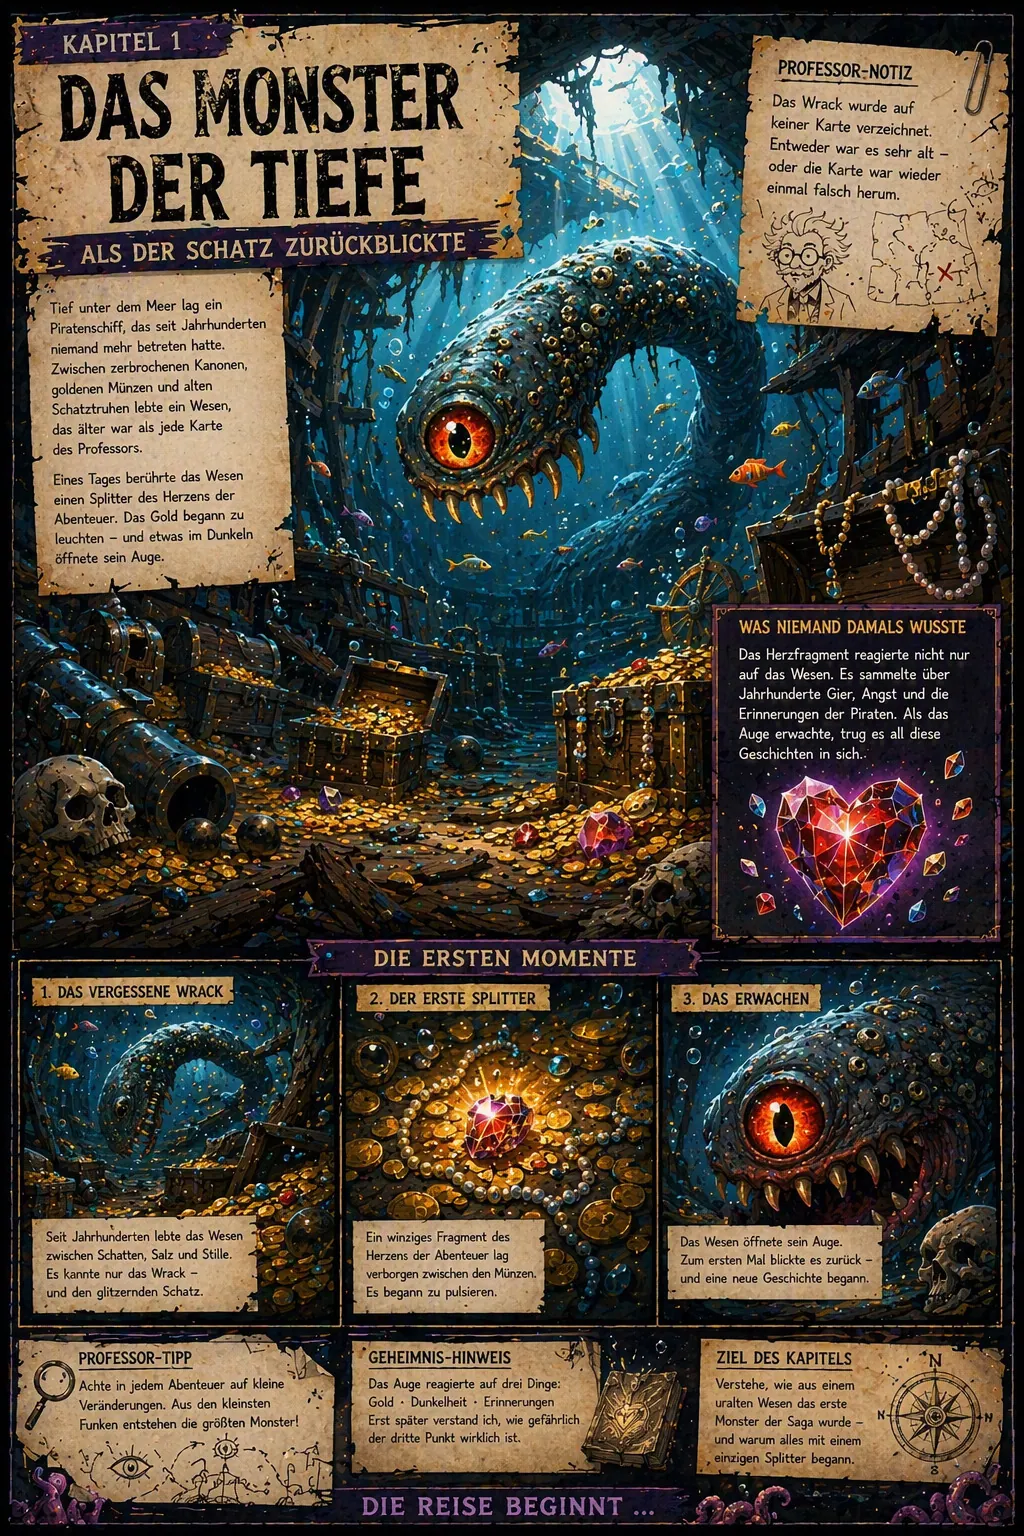 KAPITEL 1
DAS MONSTER
DER TIEFE
ALS DER SCHATZ ZURÜCKBLICKTE
PROFESSOR-NOTIZ
Das Wrack wurde auf
keiner Karte verzeichnet.
Entweder war es sehr alt –
oder die Karte war wieder
einmal falsch herum.
Tief unter dem Meer lag ein
Piratenschiff, das seit Jahrhunderten
niemand mehr betreten hatte.
Zwischen zerbrochenen Kanonen,
goldenen Münzen und alten
Schatztruhen lebte ein Wesen,
das älter war als jede Karte
des Professors.
Eines Tages berührte das Wesen
einen Splitter des Herzens der
Abenteuer. Das Gold begann zu
leuchten – und etwas im Dunkeln
öffnete sein Auge.
WAS NIEMAND DAMALS WUSSTE
Das Herzfragment reagierte nicht nur
auf das Wesen. Es sammelte über
Jahrhunderte Gier, Angst und die
Erinnerungen der Piraten. Als das
Auge erwachte, trug es all diese
Geschichten in sich.
DIE ERSTEN MOMENTE
1. DAS VERGESSENE WRACK
Seit Jahrhunderten lebte das Wesen
zwischen Schatten, Salz und Stille.
Es kannte nur das Wrack –
und den glitzernden Schatz.
2. DER ERSTE SPLITTER
Ein winziges Fragment des
Herzens der Abenteuer lag
verborgen zwischen den Münzen.
Es begann zu pulsieren.
3. DAS ERWACHEN
Das Wesen öffnete sein Auge.
Zum ersten Mal blickte es zurück –
und eine neue Geschichte begann.
PROFESSOR-TIPP
Achte in jedem Abenteuer auf kleine
Veränderungen. Aus den kleinsten
Funken entstehen die größten Monster!
GEHEIMNIS-HINWEIS
Das Auge reagierte auf drei Dinge:
Gold · Dunkelheit · Erinnerungen
Erst später verstand ich, wie gefährlich
der dritte Punkt wirklich ist.
ZIEL DES KAPITELS
Verstehe, wie aus einem
uralten Wesen das erste
Monster der Saga wurde –
und warum alles mit einem
einzigen Splitter begann.
N
N
N
S
DIE REISE BEGINNT ...